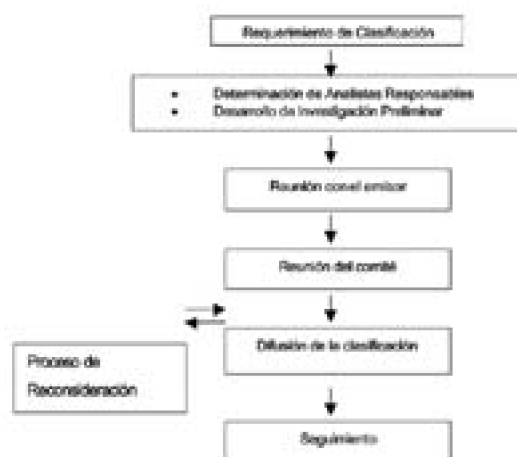 Requerimiento de Clasificación
• Determinación de Analistas Responsables
• Desarrollo de Investigación Preliminar
Reunión con el emisor
Reunión del comité
Difusión de la clasificación
Proceso de
Reconsideración
Seguimiento